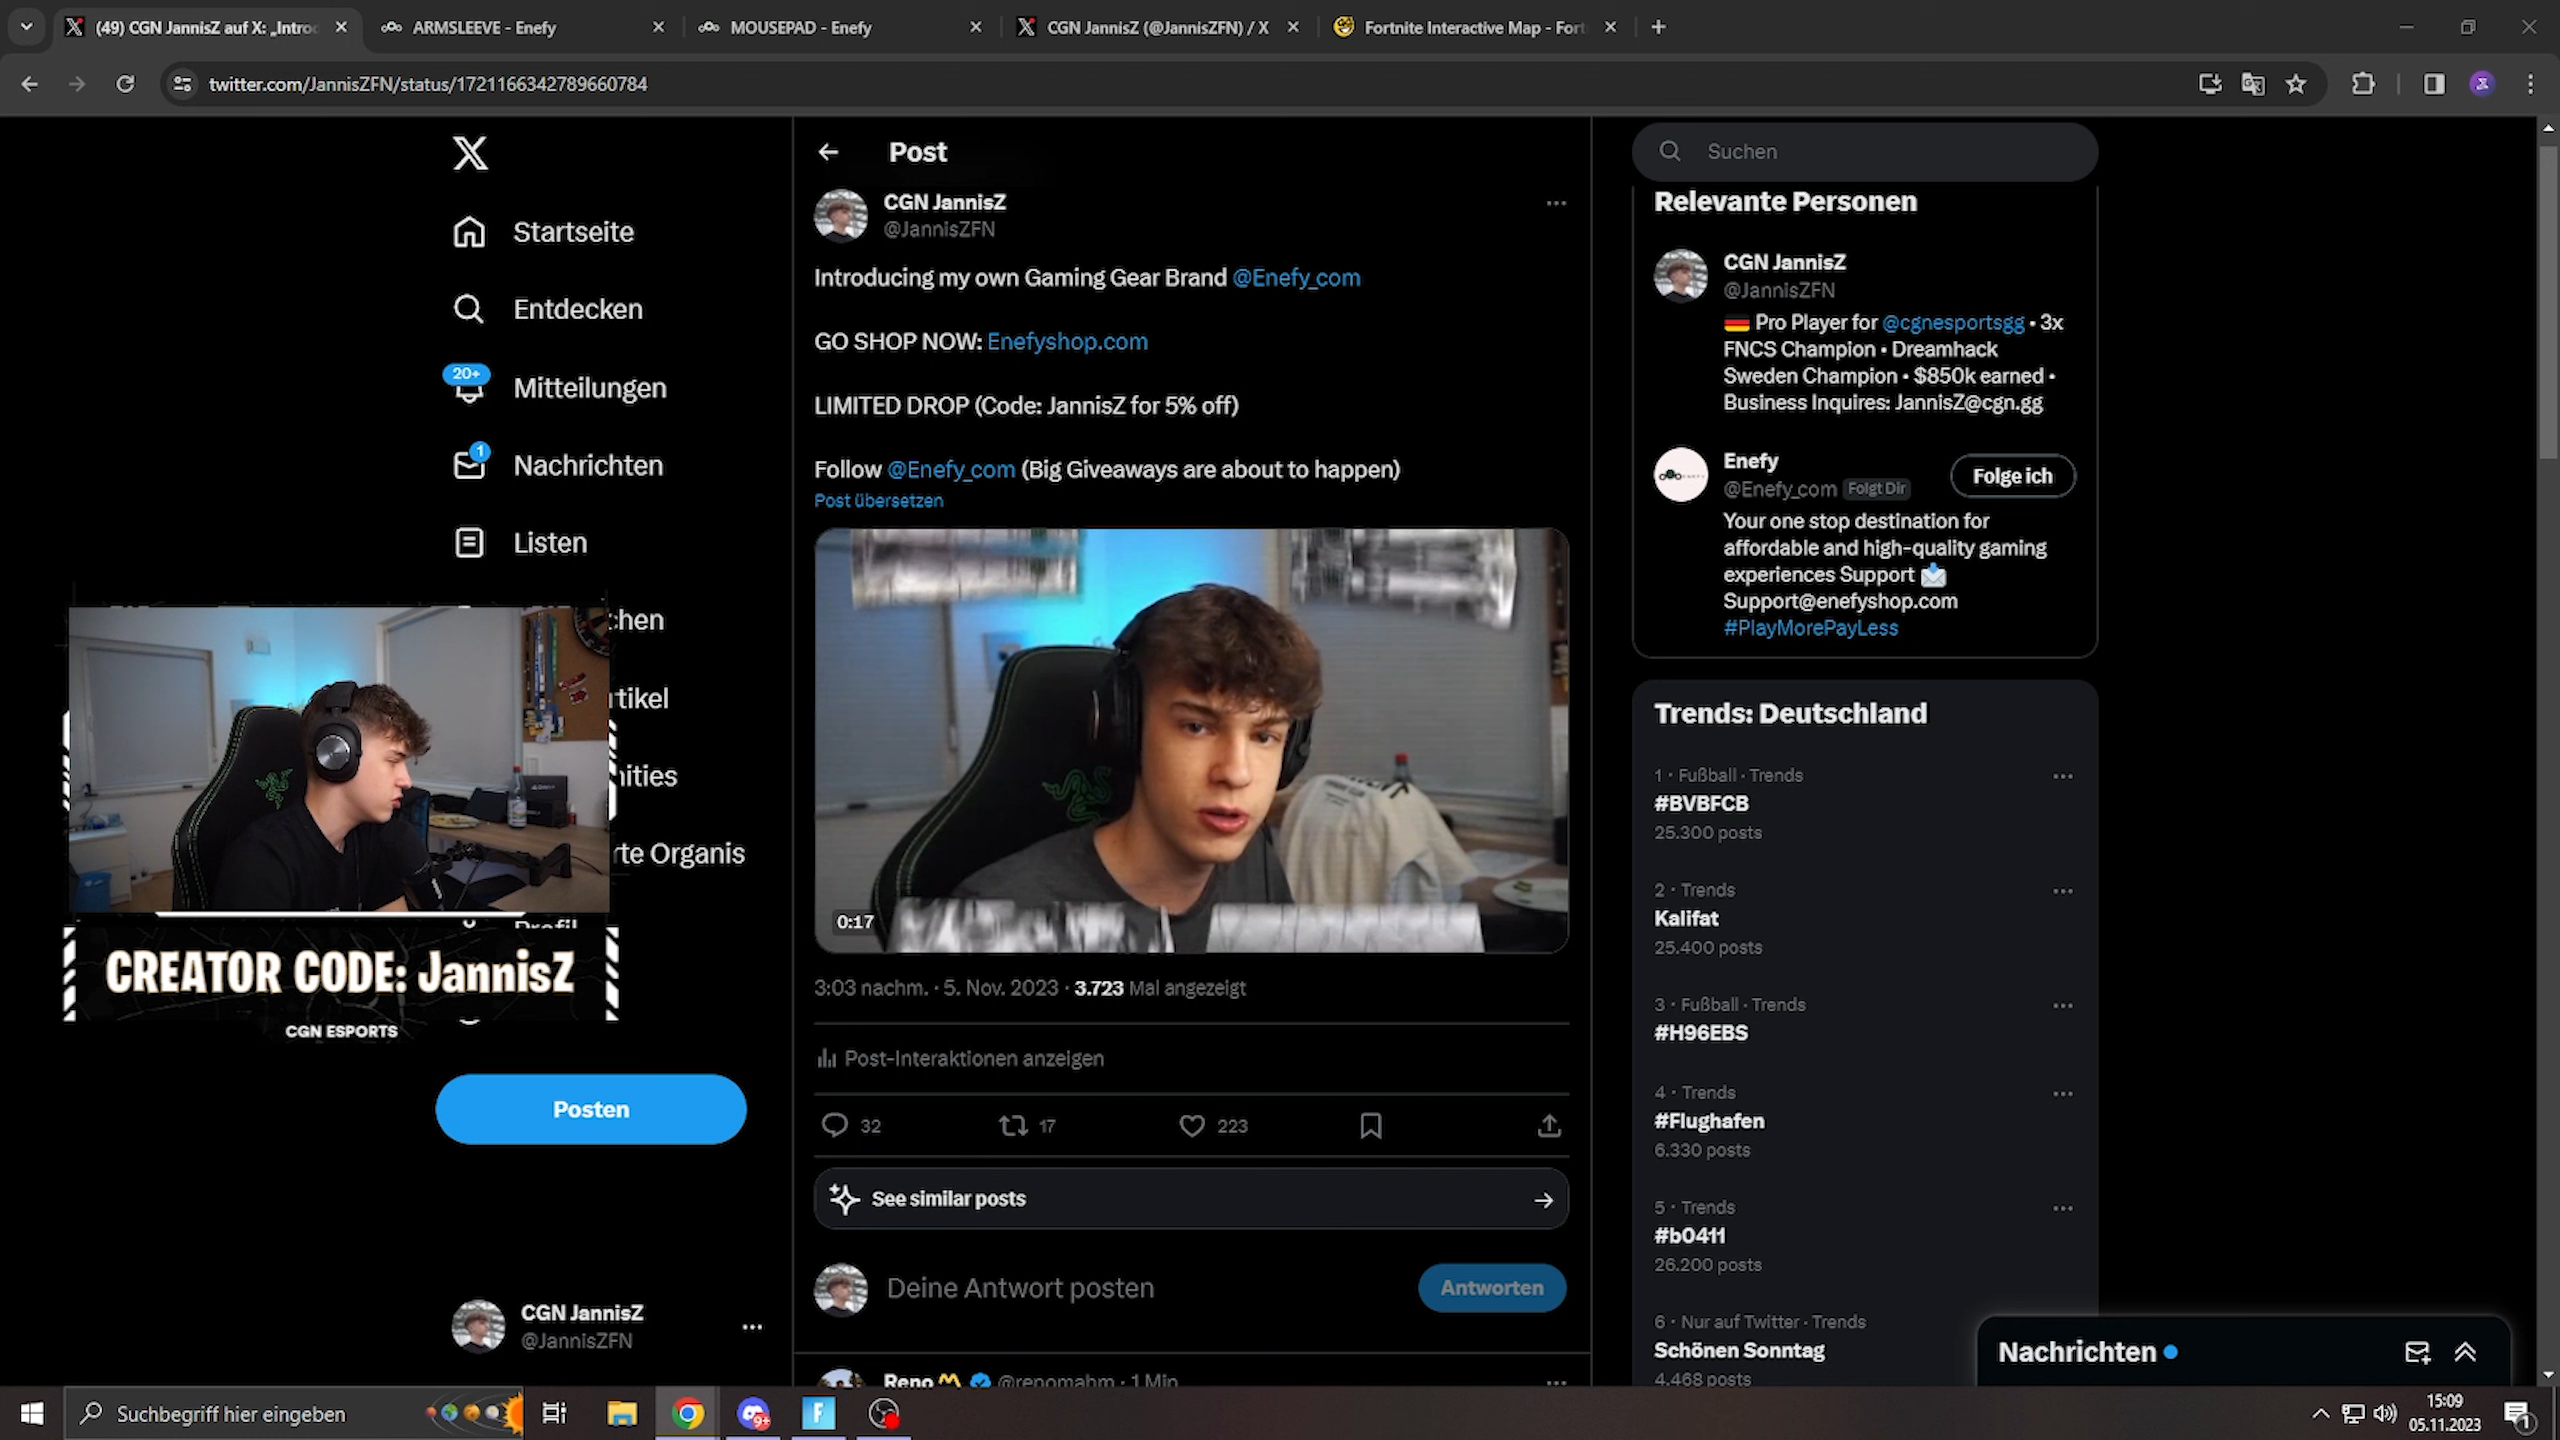 (49) CGN JannisZ auf X: „Introd
ARMSLEEVE - Enefy
MOUSEPAD - Enefy
CGN JannisZ (@JannisZFN) / X
Fortnite Interactive Map - Fort
twitter.com/JannisZFN/status/1721166342789660784
Startseite
Entdecken
20+
Mitteilungen
1
Nachrichten
Listen
chen
rtikel
nities
rte Organis
Profil
CREATOR CODE: JannisZ
CGN ESPORTS
Posten
CGN JannisZ
@JannisZFN
Post
CGN JannisZ
@JannisZFN
Introducing my own Gaming Gear Brand @Enefy_com
GO SHOP NOW: Enefyshop.com
LIMITED DROP (Code: JannisZ for 5% off)
Follow @Enefy_com (Big Giveaways are about to happen)
Post übersetzen
0:17
3:03 nachm. · 5. Nov. 2023 · 3.723 Mal angezeigt
Post-Interaktionen anzeigen
32
17
223
See similar posts
Deine Antwort posten
Antworten
Reno @renomahm · 1 Min
Suchen
Relevante Personen
CGN JannisZ
@JannisZFN
Pro Player for @cgnesportsgg • 3x
FNCS Champion • Dreamhack
Sweden Champion • $850k earned •
Business Inquires: JannisZ@cgn.gg
Enefy
@Enefy_com Folgt Dir
Folge ich
Your one stop destination for
affordable and high-quality gaming
experiences Support
Support@enefyshop.com
#PlayMorePayLess
Trends: Deutschland
1 · Fußball · Trends
#BVBFCB
25.300 posts
2 · Trends
Kalifat
25.400 posts
3 · Fußball · Trends
#H96EBS
4 · Trends
#Flughafen
6.330 posts
5 · Trends
#b0411
26.200 posts
6 · Nur auf Twitter · Trends
Schönen Sonntag
4.468 posts
Nachrichten
Suchbegriff hier eingeben
9+
15:09
05.11.2023
1